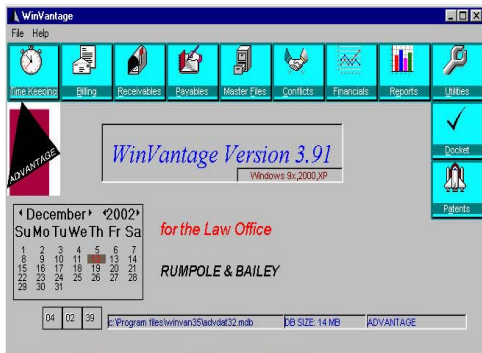 WinVantage
File Help
Time Keeping Billing Receivables Payables Master Files Conflicts Financials Reports Utilities
Docket
Patents
ADVANTAGE
WinVantage Version 3.91
Windows 9x,2000,XP
December 2002
Su Mo Tu We Th Fr Sa
1 2 3 4 5 6 7
8 9 10 11 12 13 14
15 16 17 18 19 20 21
22 23 24 25 26 27 28
29 30 31
for the Law Office
RUMPOLE & BAILEY
04 02 39 c:\Program files\winvan35\advdat32.mdb DB SIZE: 14 MB ADVANTAGE